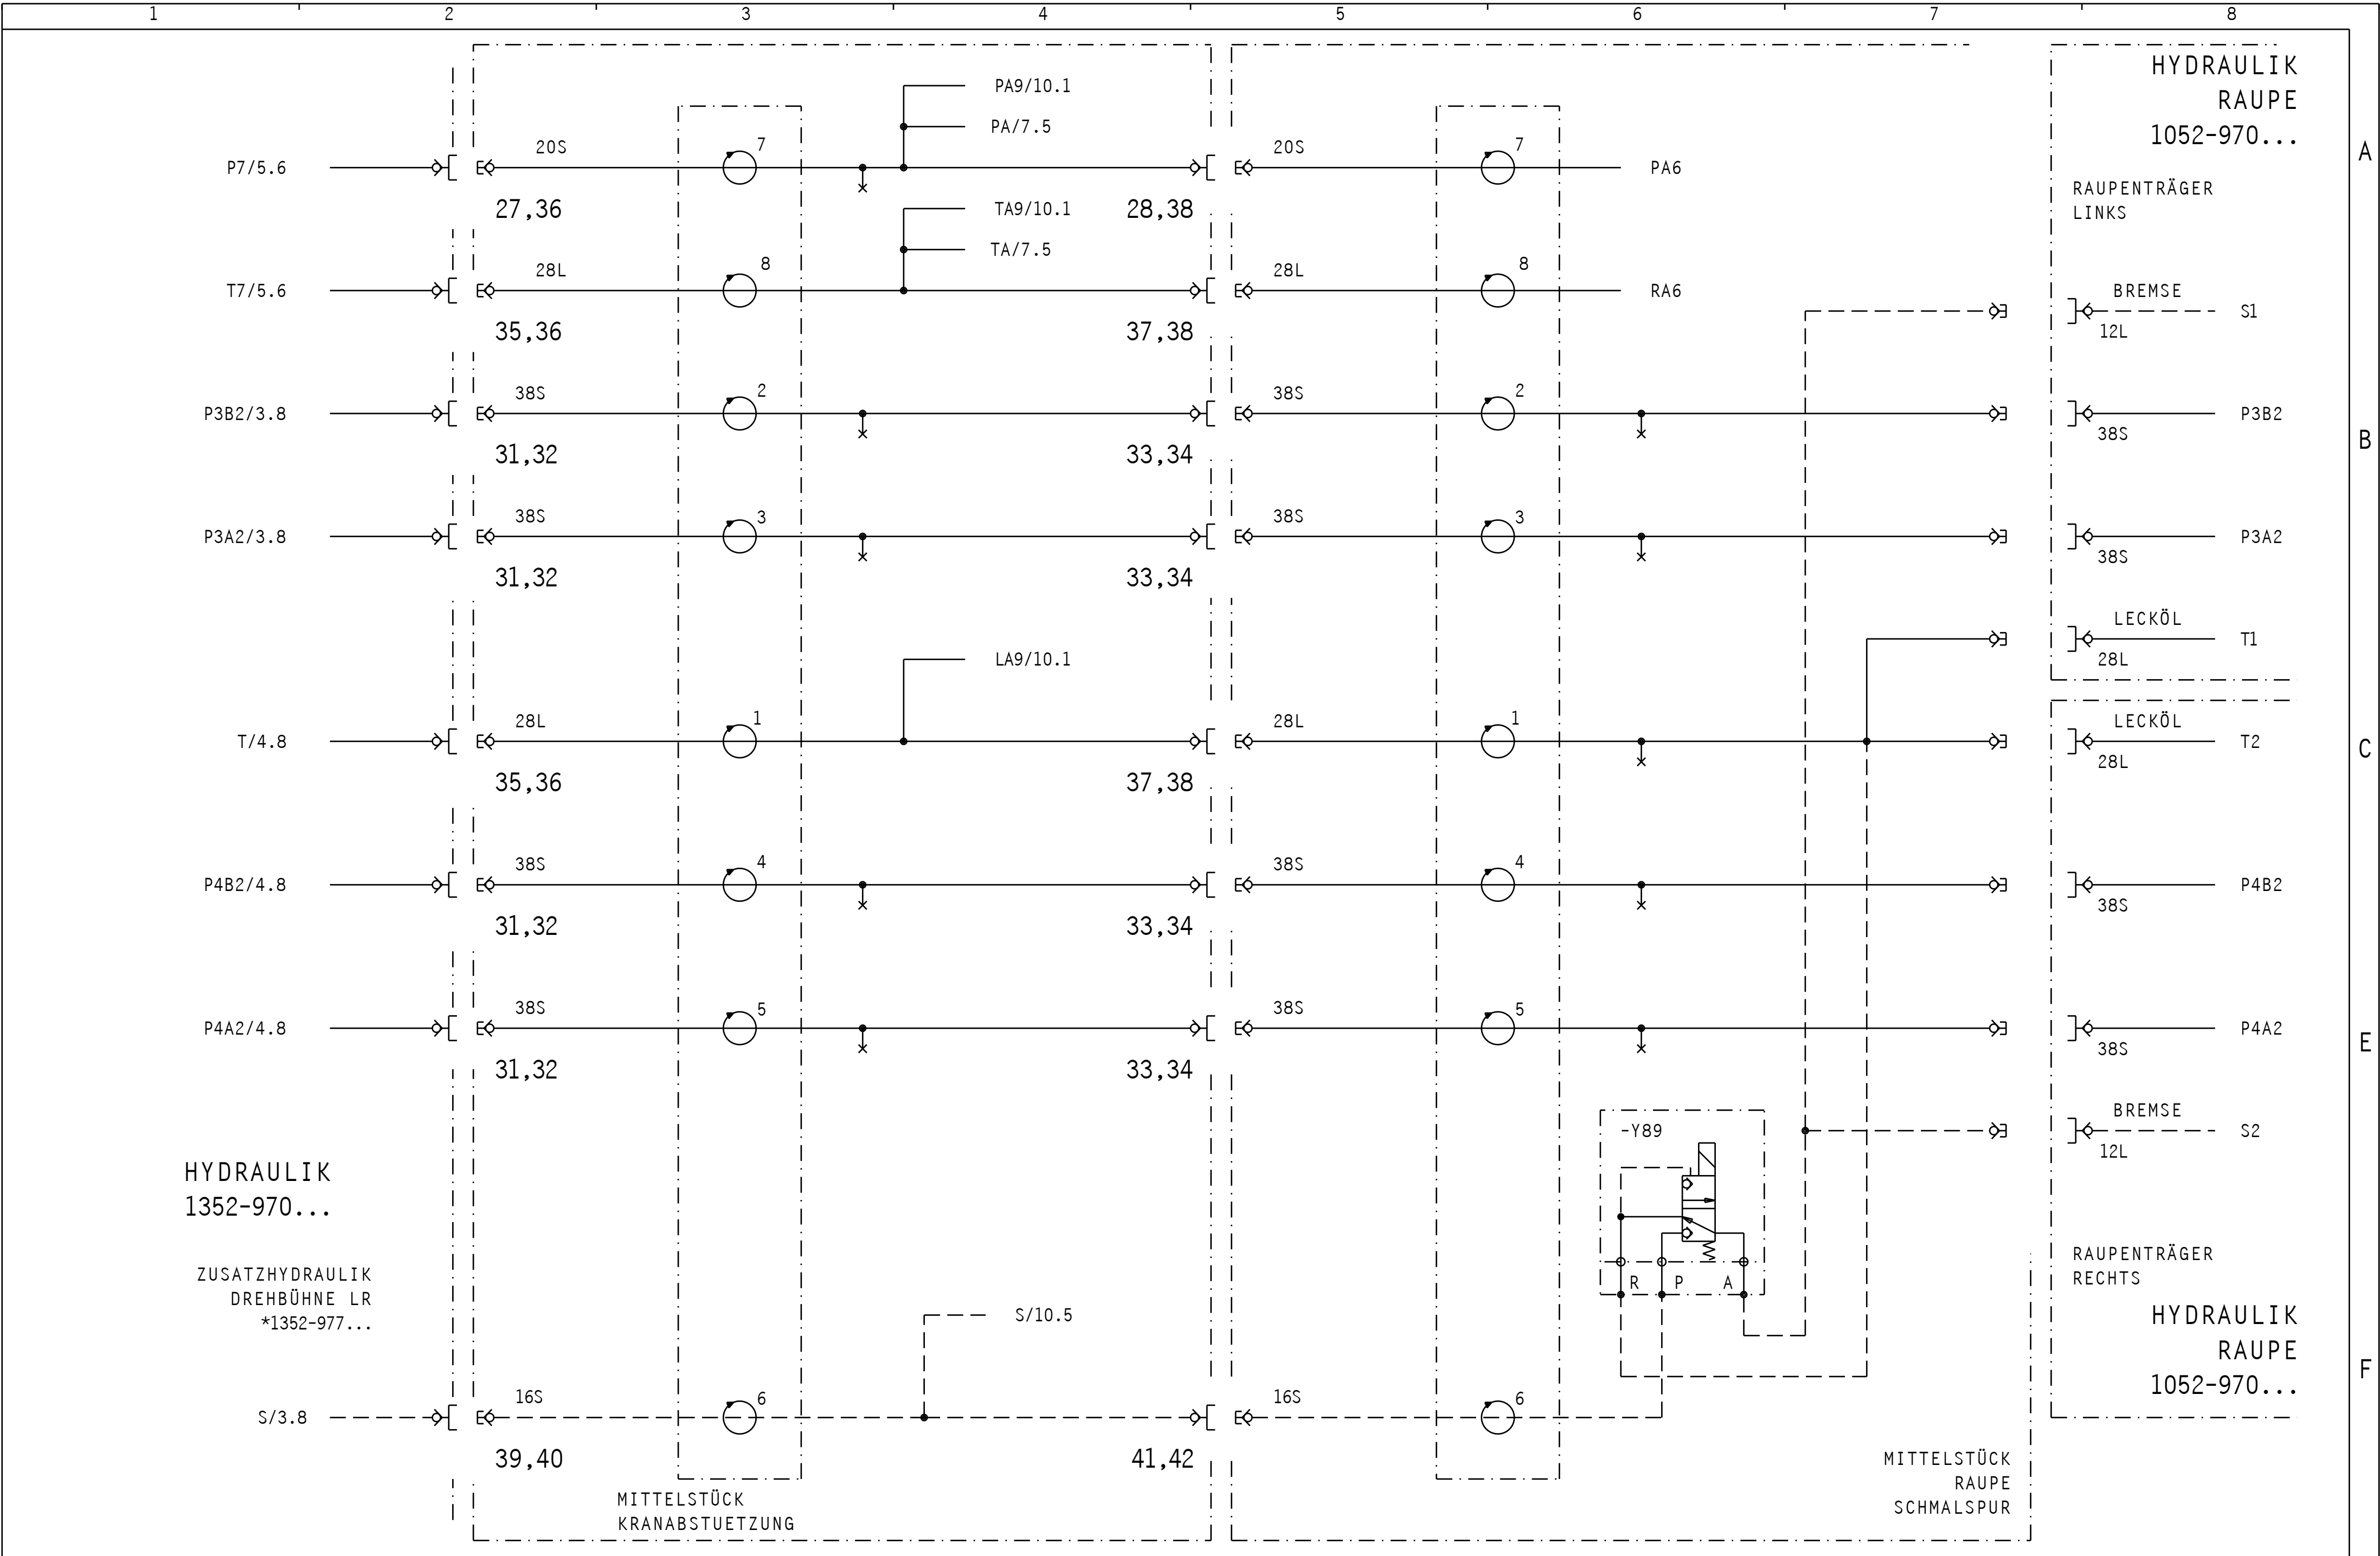 1 2 3 4 5 6 7 8
HYDRAULIK
RAUPE
1052-970...
A
PA9/10.1
PA/7.5
P7/5.6 20S 7 20S 7 PA6
27,36 28,38
RAUPENTRÄGER
LINKS
TA9/10.1
TA/7.5
T7/5.6 28L 8 28L 8 RA6
35,36 37,38
BREMSE
S1
12L
P3B2/3.8 38S 2 38S 2 P3B2
38S
31,32 33,34
B
P3A2/3.8 38S 3 38S 3 P3A2
38S
31,32 33,34
LECKÖL
T1
28L
LA9/10.1
T/4.8 28L 1 28L 1 LECKÖL
T2
28L
35,36 37,38
C
P4B2/4.8 38S 4 38S 4 P4B2
38S
31,32 33,34
P4A2/4.8 38S 5 38S 5 P4A2
38S
31,32 33,34
E
-Y89
BREMSE
S2
12L
HYDRAULIK
1352-970...
ZUSATZHYDRAULIK
DREHBÜHNE LR
*1352-977...
R P A
RAUPENTRÄGER
RECHTS
HYDRAULIK
RAUPE
1052-970...
F
S/10.5
S/3.8 16S 6 16S 6
39,40 41,42
MITTELSTÜCK
KRANABSTUETZUNG
MITTELSTÜCK
RAUPE
SCHMALSPUR